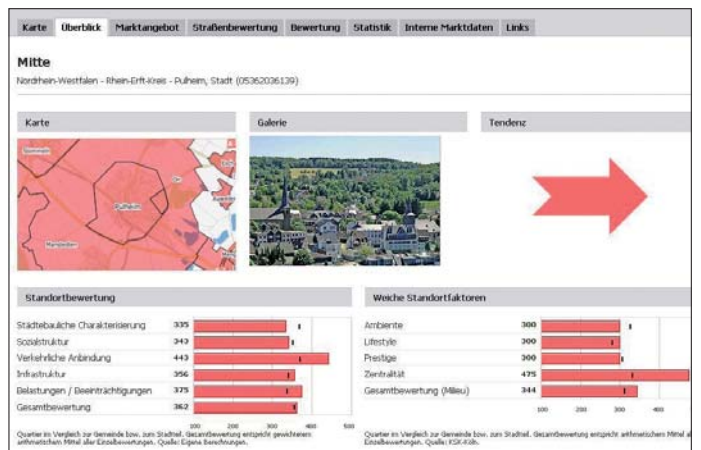 Karte Überblick Marktangebot Straßenbewertung Bewertung Statistik Interne Marktdaten Links
Mitte
Nordrhein-Westfalen - Rhein-Erft-Kreis - Pulheim, Stadt (05362036139)
Karte
Galerie
Tendenz
Stommeln
Pulheim
Manstedten
Standortbewertung
Städtebauliche Charakterisierung 335
Sozialstruktur 343
Verkehrliche Anbindung 443
Infrastruktur 356
Belastungen / Beeinträchtigungen 375
Gesamtbewertung 362
100 200 300 400 500
Quartier im Vergleich zur Gemeinde bzw. zum Stadtteil. Gesamtbewertung entspricht gewichtetem
arithmetischem Mittel aller Einzelbewertungen. Quelle: Eigene Berechnungen.
Weiche Standortfaktoren
Ambiente 300
Lifestyle 300
Prestige 300
Zentralität 475
Gesamtbewertung (Milieu) 344
100 200 300 400
Quartier im Vergleich zur Gemeinde bzw. zum Stadtteil. Gesamtbewertung entspricht arithmetischem Mittel
Einzelbewertungen. Quelle: KSK-Köln.